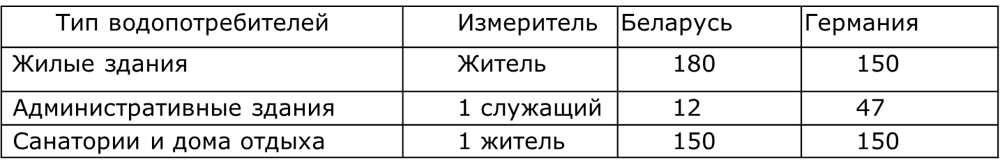 Тип водопотребителей Измеритель Беларусь Германия
Жилые здания Житель 180 150
Административные здания 1 служащий 12 47
Санатории и дома отдыха 1 житель 150 150